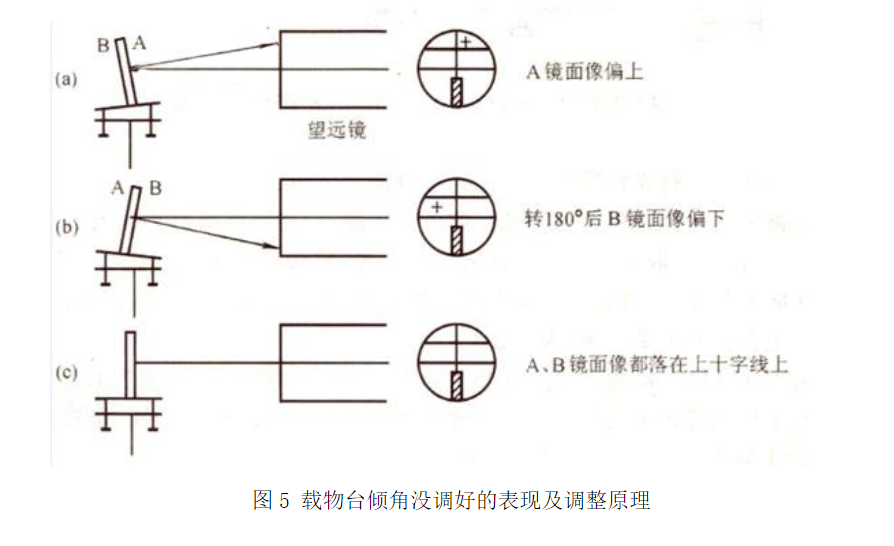 B A
(a)
A镜面像偏上
望远镜
A B
(b)
转180°后B镜面像偏下
(c)
A、B镜面像都落在上十字线上
图5 载物台倾角没调好的表现及调整原理